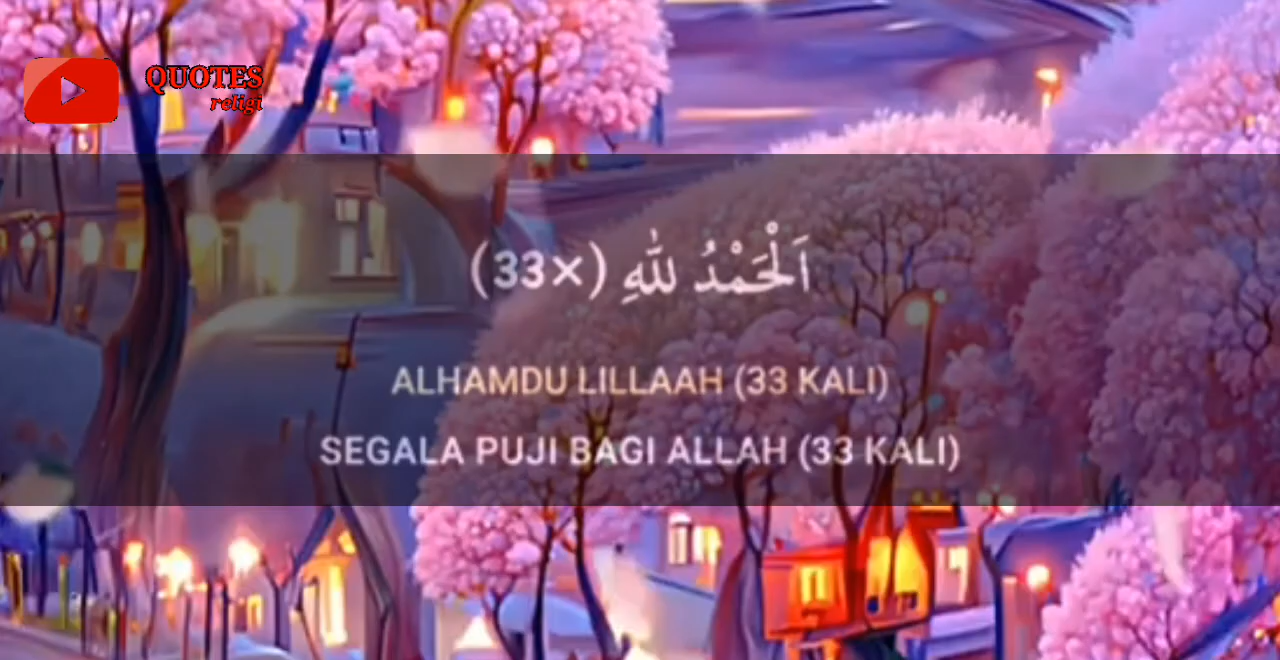 QUOTES
religi
اَلْحَمْدُ لِلّٰهِ (×33)
ALHAMDU LILLAAH (33 KALI)
SEGALA PUJI BAGI ALLAH (33 KALI)